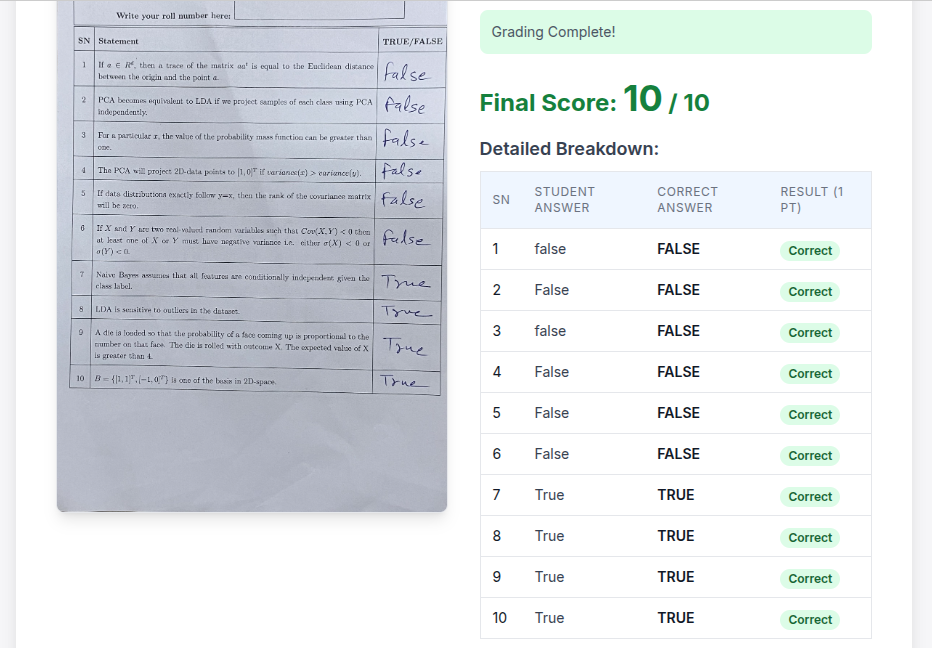 Write your roll number here:
SN Statement TRUE/FALSE
1 If a ∈ R^d, then a trace of the matrix aa^t is equal to the Euclidean distance
between the origin and the point a.
false
2 PCA becomes equivalent to LDA if we project samples of each class using PCA
independently.
False
3 For a particular x, the value of the probability mass function can be greater than
one.
false
4 The PCA will project 2D-data points to [1,0]^T if variance(x) > variance(y).
False
5 If data distributions exactly follow y=x, then the rank of the covariance matrix
will be zero.
False
6 If X and Y are two real-valued random variables such that Cov(X,Y) < 0 then
at least one of X or Y must have negative variance i.e. either σ(X) < 0 or
σ(Y) < 0.
False
7 Naive Bayes assumes that all features are conditionally independent given the
class label.
True
8 LDA is sensitive to outliers in the dataset.
True
9 A die is loaded so that the probability of a face coming up is proportional to the
number on that face. The die is rolled with outcome X. The expected value of X
is greater than 4.
True
10 B = {[1,1]^T, [−1,0]^T} is one of the basis in 2D-space.
True
Grading Complete!
Final Score: 10 / 10
Detailed Breakdown:
SN STUDENT ANSWER CORRECT ANSWER RESULT (1 PT)
1 false FALSE Correct
2 False FALSE Correct
3 false FALSE Correct
4 False FALSE Correct
5 False FALSE Correct
6 False FALSE Correct
7 True TRUE Correct
8 True TRUE Correct
9 True TRUE Correct
10 True TRUE Correct